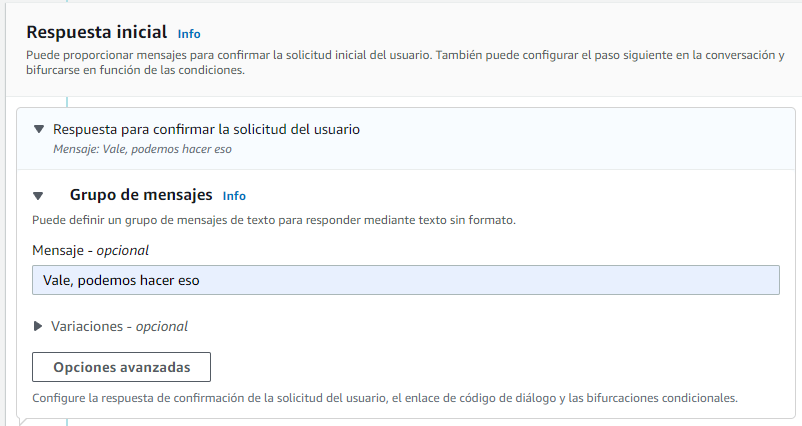 Respuesta inicial Info
Puede proporcionar mensajes para confirmar la solicitud inicial del usuario. También puede configurar el paso siguiente en la conversación y
bifurcarse en función de las condiciones.
Respuesta para confirmar la solicitud del usuario
Mensaje: Vale, podemos hacer eso
Grupo de mensajes Info
Puede definir un grupo de mensajes de texto para responder mediante texto sin formato.
Mensaje - opcional
Vale, podemos hacer eso
Variaciones - opcional
Opciones avanzadas
Configure la respuesta de confirmación de la solicitud del usuario, el enlace de código de diálogo y las bifurcaciones condicionales.